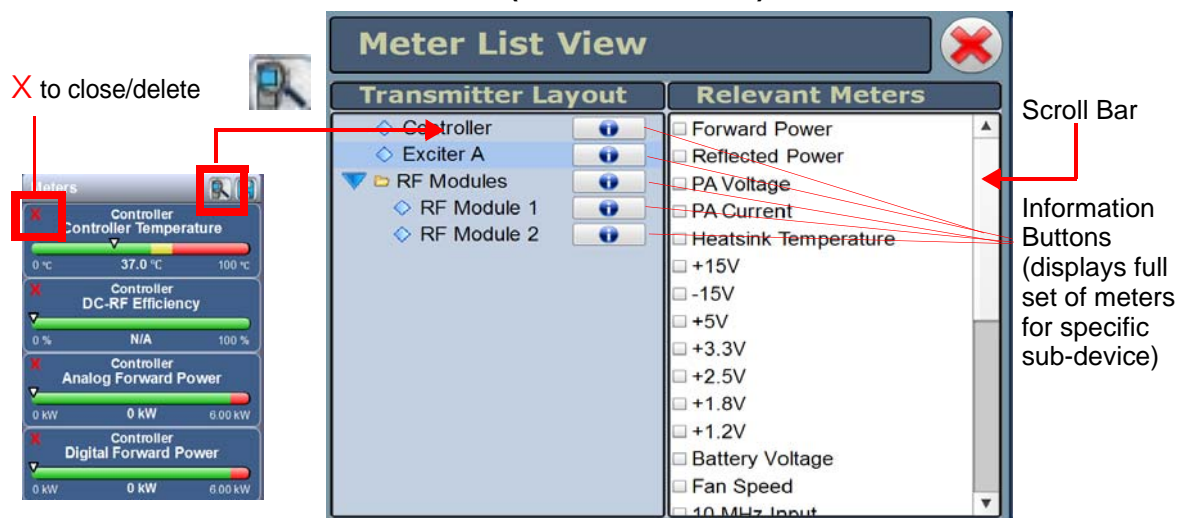 Meter List View
X to close/delete
Transmitter Layout
Relevant Meters
Controller
Exciter A
RF Modules
RF Module 1
RF Module 2
Forward Power
Reflected Power
PA Voltage
PA Current
Heatsink Temperature
+15V
-15V
+5V
+3.3V
+2.5V
+1.8V
+1.2V
Battery Voltage
Fan Speed
10 MHz Input
Scroll Bar
Information
Buttons
(displays full
set of meters
for specific
sub-device)
Meters
X Controller
Controller Temperature
0 °C 37.0 °C 100 °C
X Controller
DC-RF Efficiency
0 % N/A 100 %
X Controller
Analog Forward Power
0 kW 0 kW 6.00 kW
X Controller
Digital Forward Power
0 kW 0 kW 6.00 kW